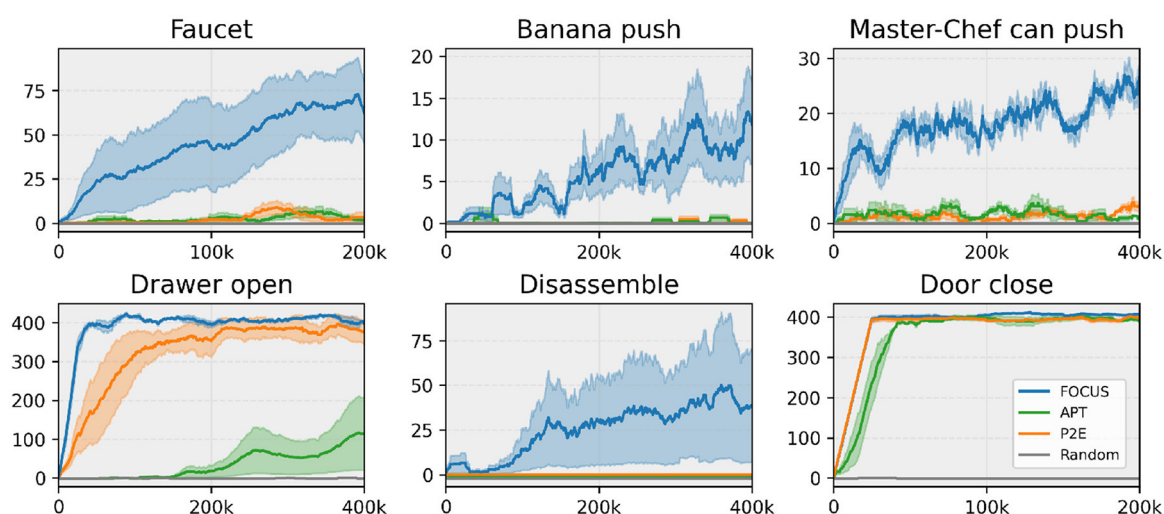 Faucet
75
50
25
0
0
100k
200k
Banana push
20
15
10
5
0
0
200k
400k
Master-Chef can push
30
20
10
0
0
200k
400k
Drawer open
400
300
200
100
0
0
200k
400k
Disassemble
75
50
25
0
0
200k
400k
Door close
400
300
200
100
0
0
100k
200k
FOCUS
APT
P2E
Random